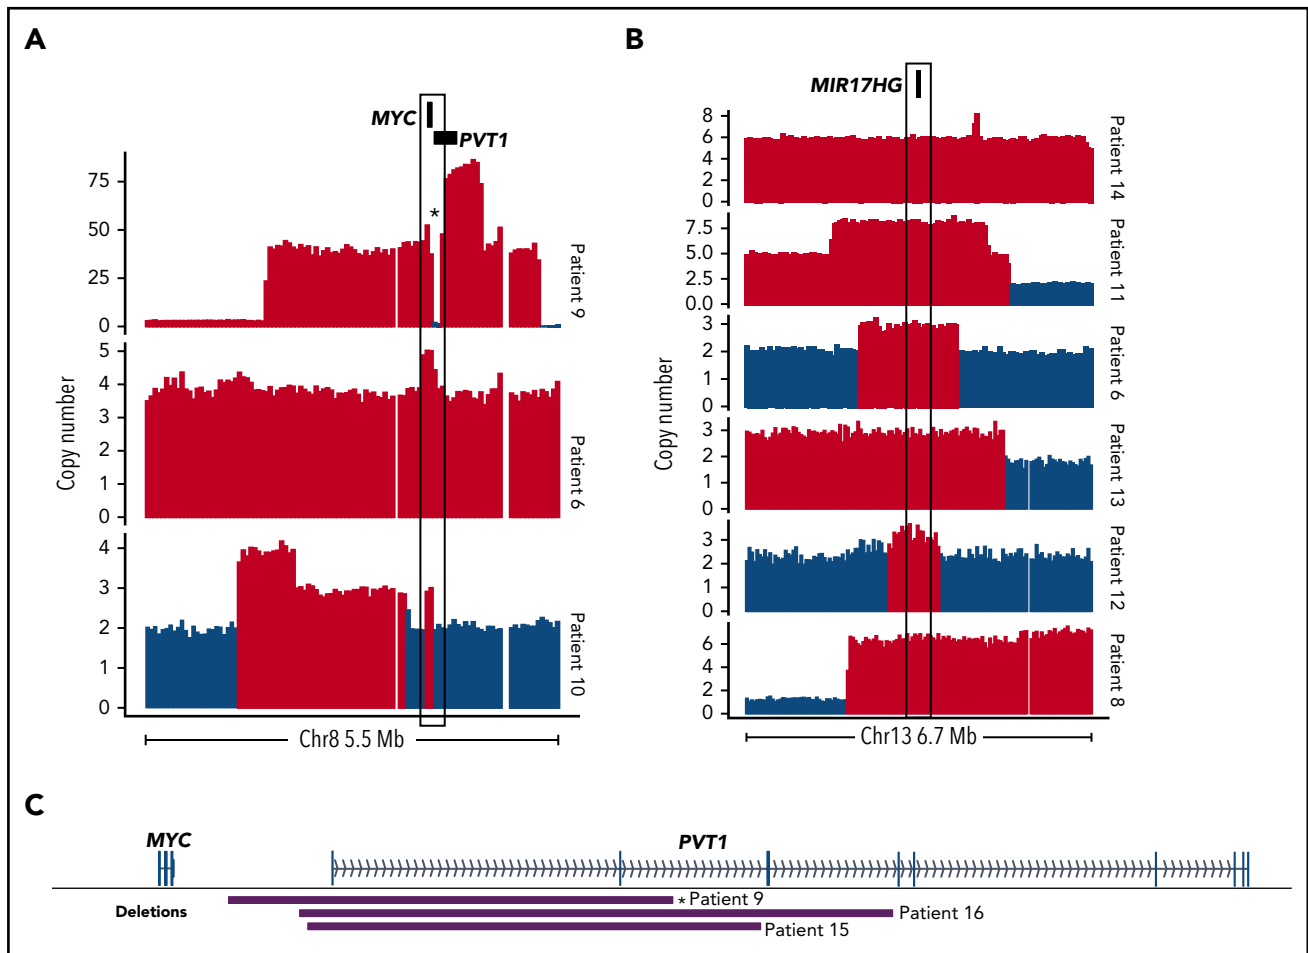 A
MYC
PVT1
*
75
50
25
0
Patient 9
5
4
3
2
1
0
Patient 6
4
3
2
1
0
Patient 10
Copy number
Chr8 5.5 Mb
B
MIR17HG
8
6
4
2
0
Patient 14
7.5
5.0
2.5
0.0
Patient 11
3
2
1
0
Patient 6
3
2
1
0
Patient 13
3
2
1
0
Patient 12
6
4
2
0
Patient 8
Copy number
Chr13 6.7 Mb
C
MYC
PVT1
Deletions
* Patient 9
Patient 16
Patient 15